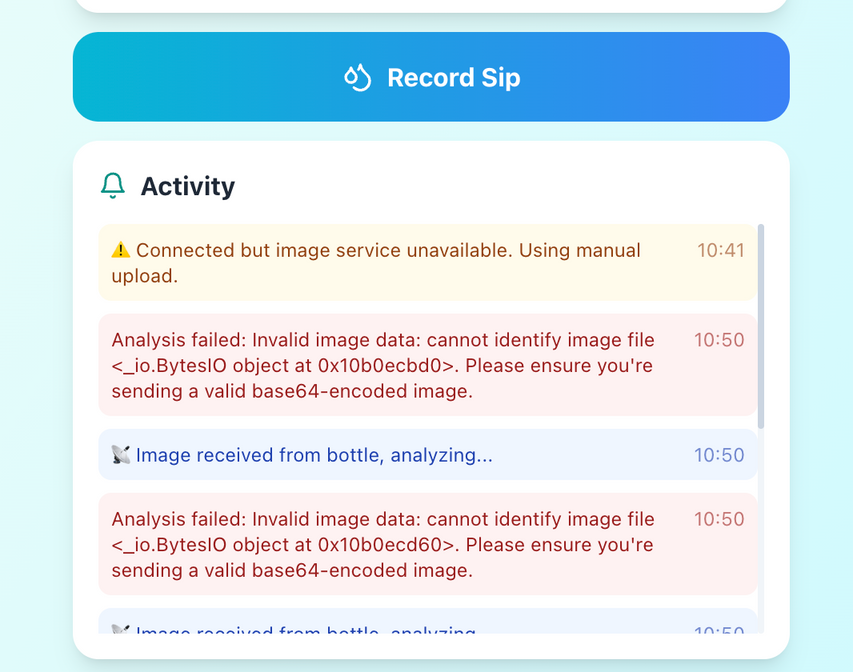 Record Sip
Activity
⚠️ Connected but image service unavailable. Using manual 10:41
upload.
Analysis failed: Invalid image data: cannot identify image file 10:50
<_io.BytesIO object at 0x10b0ecbd0>. Please ensure you're
sending a valid base64-encoded image.
📡 Image received from bottle, analyzing... 10:50
Analysis failed: Invalid image data: cannot identify image file 10:50
<_io.BytesIO object at 0x10b0ecd60>. Please ensure you're
sending a valid base64-encoded image.
📡 Image received from bottle, analyzing 10:50